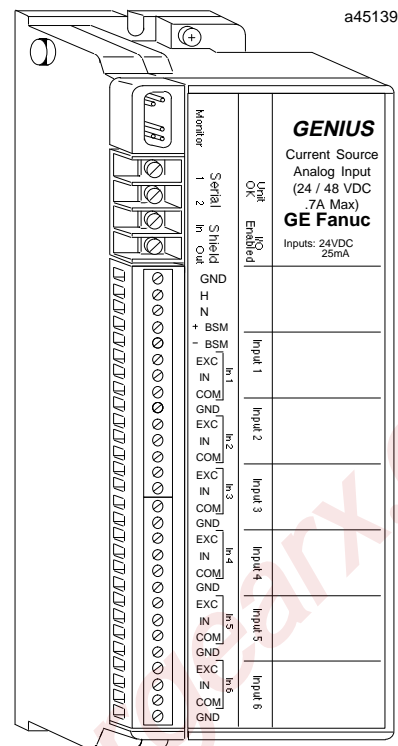 a45139
GENIUS
Current Source
Analog Input
(24 / 48 VDC
.7A Max)
GE Fanuc
Inputs: 24VDC
25mA
Monitor
Serial
1 2
Shield
In Out
Unit
OK
I/O
Enabled
GND
H
N
+ BSM
− BSM
EXC
IN
COM
In 1
Input 1
GND
EXC
IN
COM
In 2
Input 2
EXC
IN
COM
In 3
Input 3
GND
EXC
IN
COM
In 4
Input 4
GND
EXC
IN
COM
In 5
Input 5
GND
EXC
IN
COM
In 6
Input 6
GND